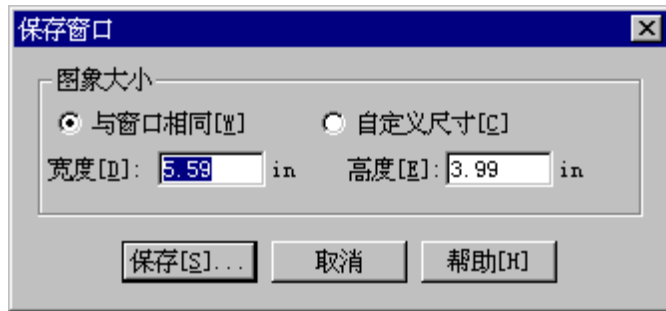 保存窗口
图象大小
与窗口相同[W] 自定义尺寸[C]
宽度[D]: 5.59 in 高度[E]: 3.99 in
保存[S]... 取消 帮助[H]